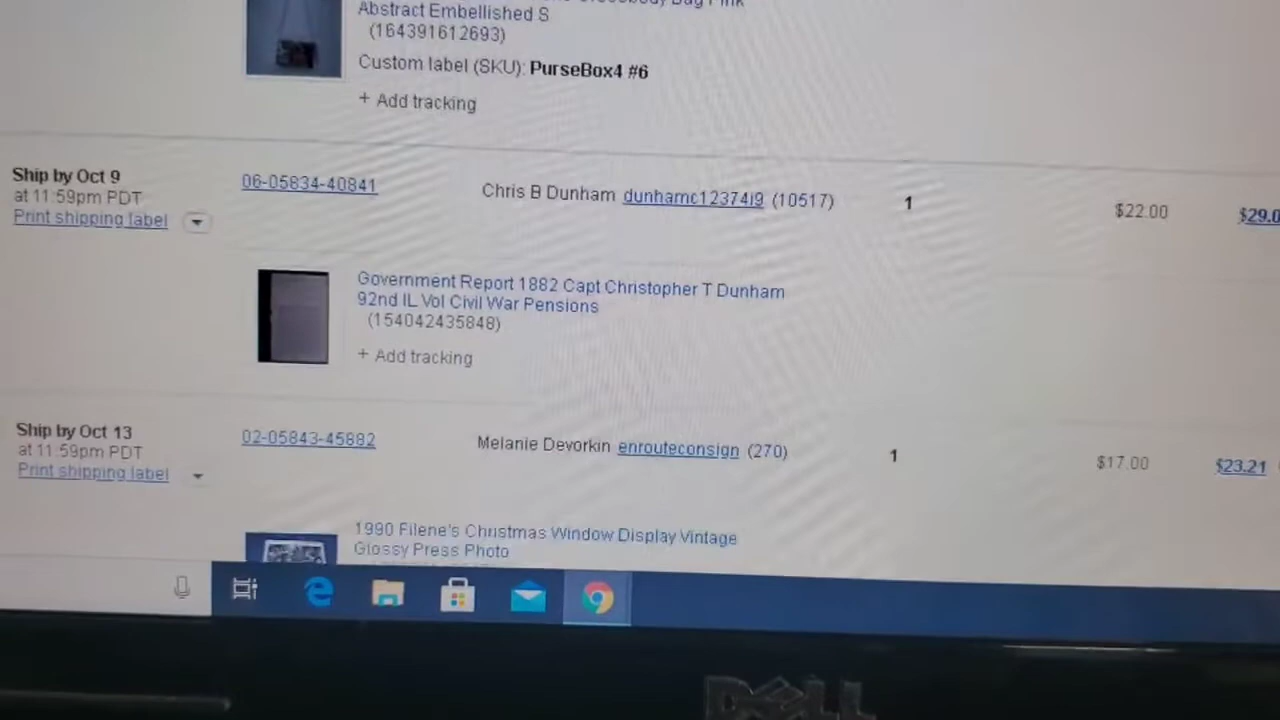 Abstract Embellished S
(164391612693)
Custom label (SKU): PurseBox4 #6
+ Add tracking
Ship by Oct 9
at 11:59pm PDT
Print shipping label
06-05834-40841
Chris B Dunham dunhamc1237419 (10517)
1
$22.00
$29.0
Government Report 1882 Capt Christopher T Dunham
92nd IL Vol Civil War Pensions
(154042435848)
+ Add tracking
Ship by Oct 13
at 11:59pm PDT
Print shipping label
02-05843-45882
Melanie Devorkin enrouteconsign (270)
1
$17.00
$23.21
1990 Filene's Christmas Window Display Vintage
Glossy Press Photo
DELL